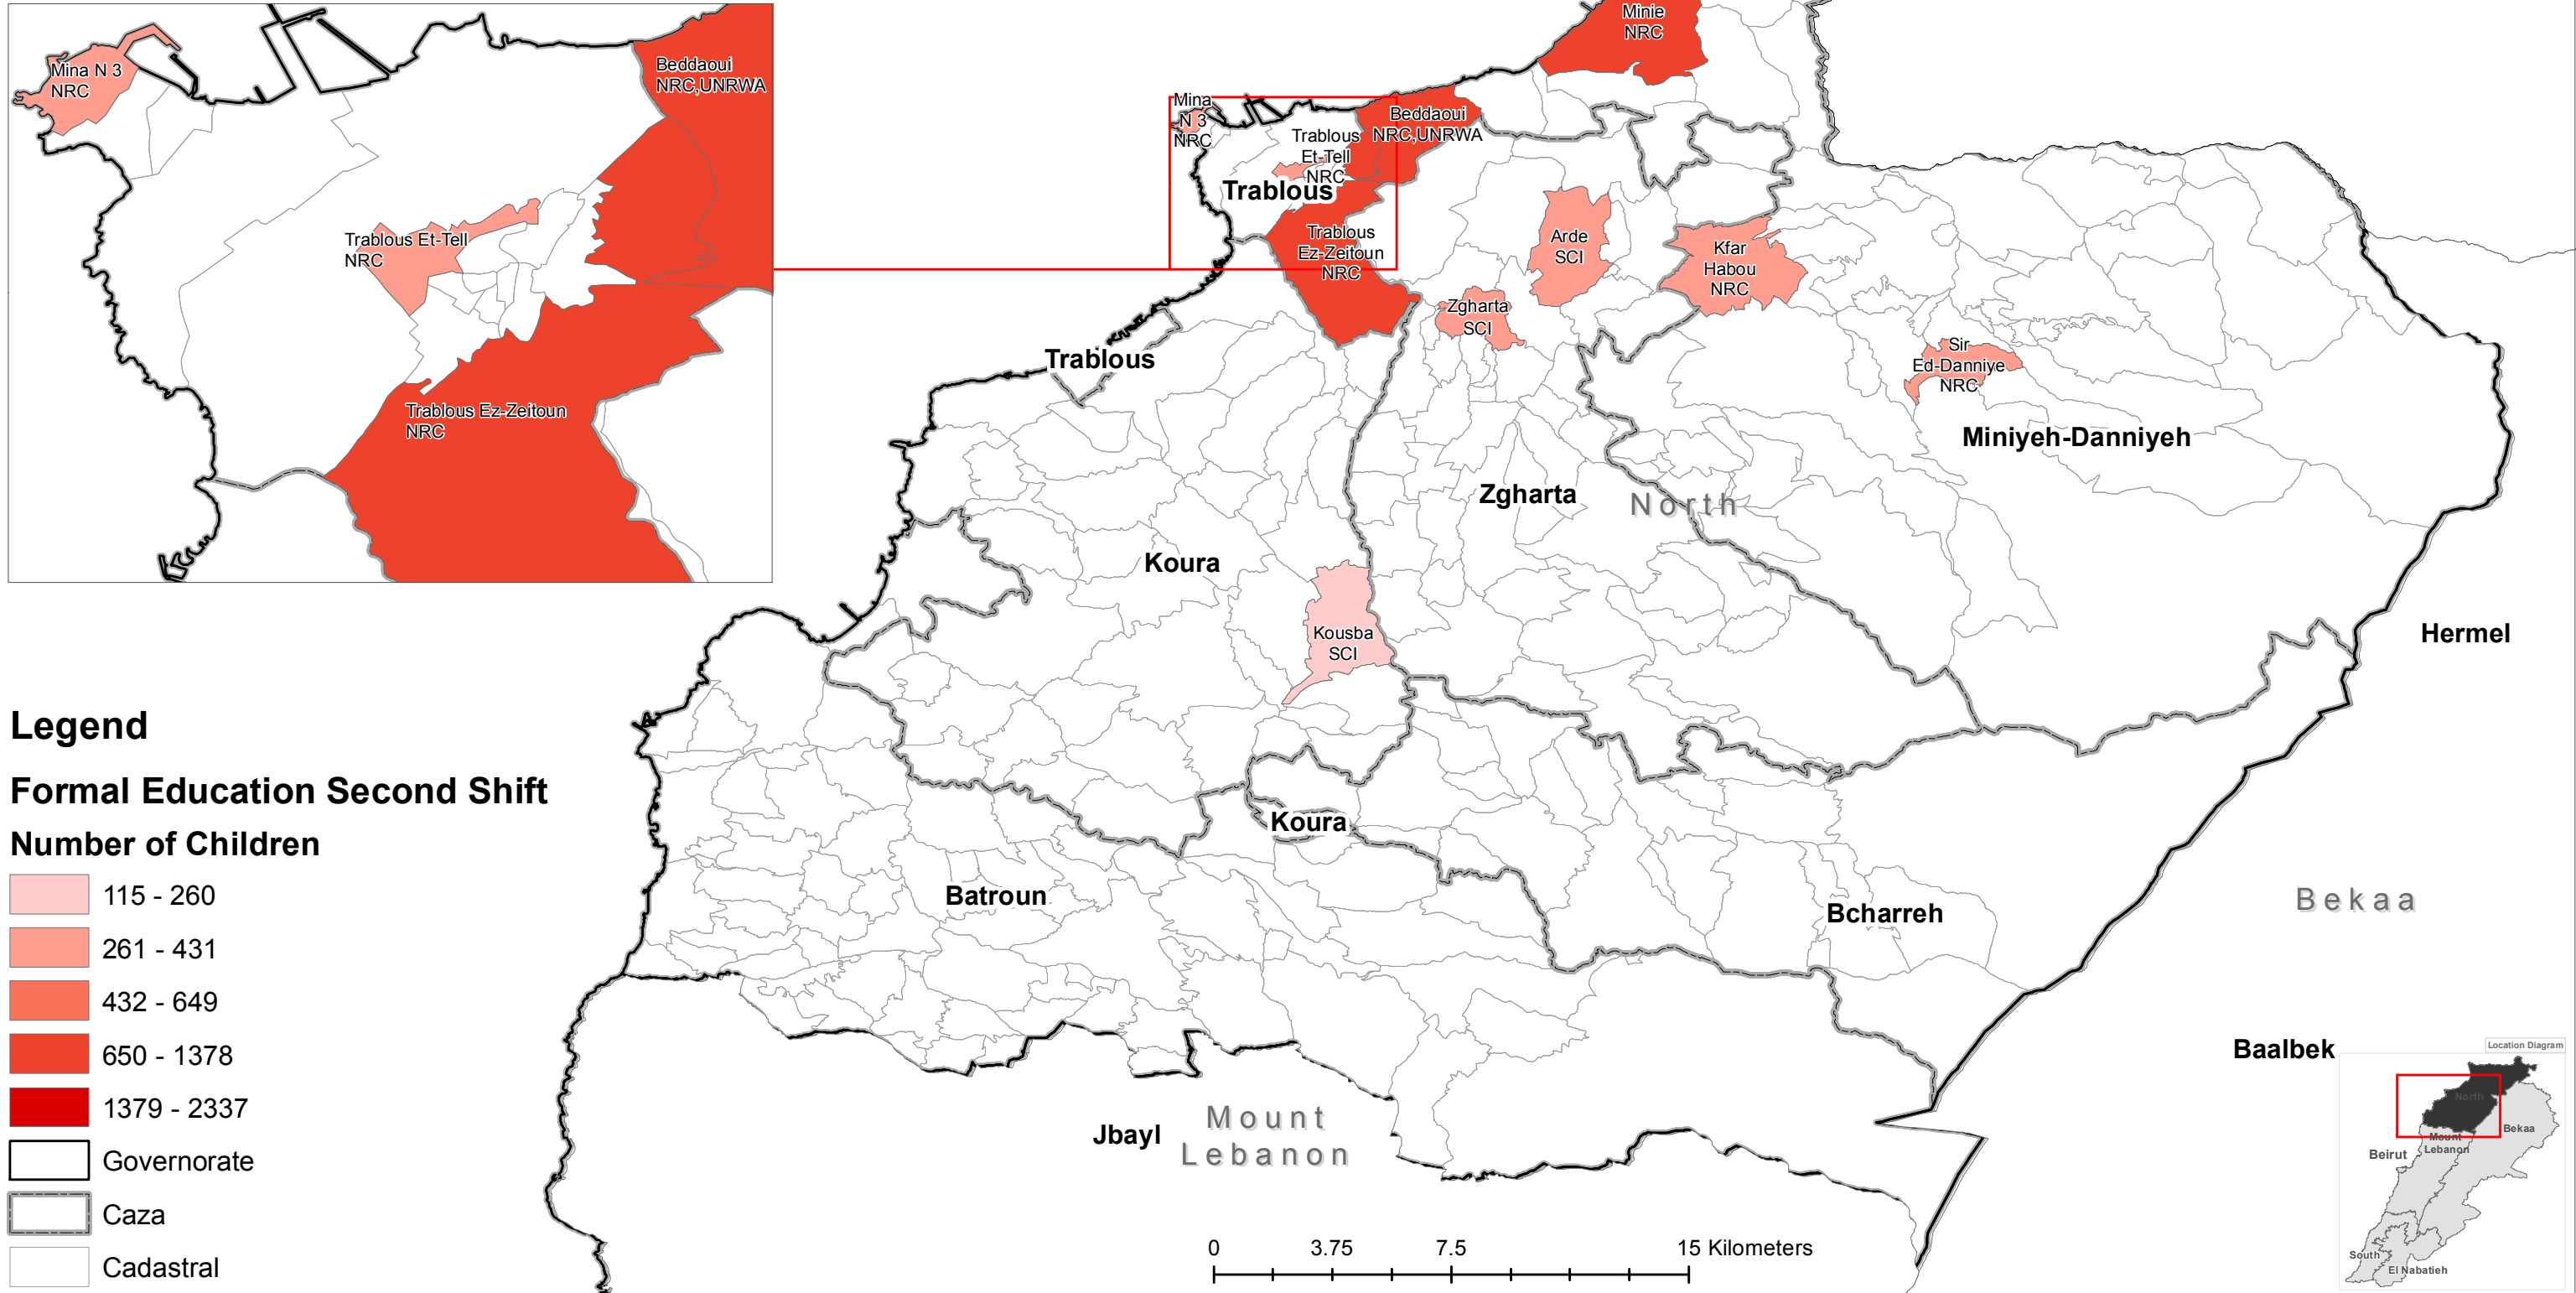 Mina N 3
NRC
Beddaoui
NRC,UNRWA
Trablous Et-Tell
NRC
Trablous Ez-Zeitoun
NRC
Minie
NRC
Mina
N 3
NRC
Beddaoui
NRC,UNRWA
Trablous
Et-Tell
NRC
Trablous
Trablous
Ez-Zeitoun
NRC
Arde
SCI
Kfar
Habou
NRC
Zgharta
SCI
Sir
Ed-Danniye
NRC
Trablous
Miniyeh-Danniyeh
Zgharta
North
Koura
Kousba
SCI
Hermel
Koura
Batroun
Bcharreh
Bekaa
Baalbek
Jbayl
Mount
Lebanon
Legend
Formal Education Second Shift
Number of Children
115 - 260
261 - 431
432 - 649
650 - 1378
1379 - 2337
Governorate
Caza
Cadastral
0 3.75 7.5 15 Kilometers
Location Diagram
North
Bekaa
Mount
Lebanon
Beirut
South
El Nabatieh